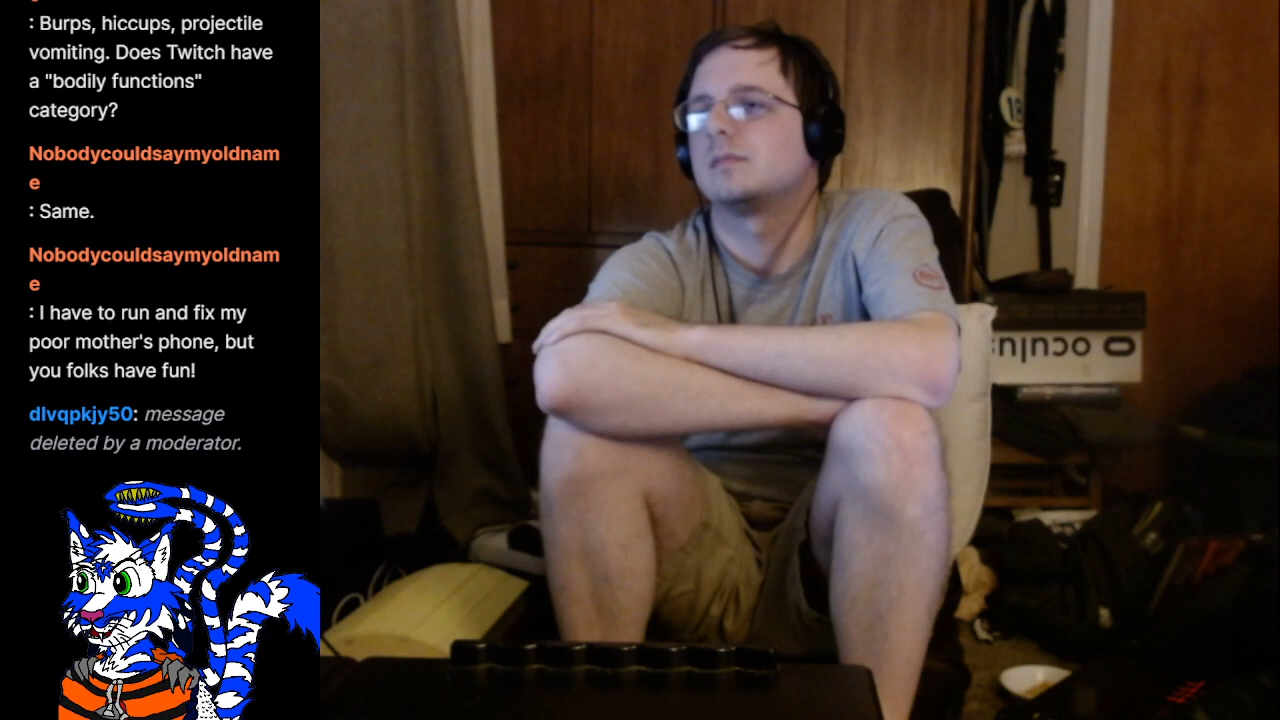 : Burps, hiccups, projectile
vomiting. Does Twitch have
a "bodily functions"
category?
Nobodycouldsaymyoldnam
e
: Same.
Nobodycouldsaymyoldnam
e
: I have to run and fix my
poor mother's phone, but
you folks have fun!
dlvqpkjy50: message
deleted by a moderator.
18
oculus